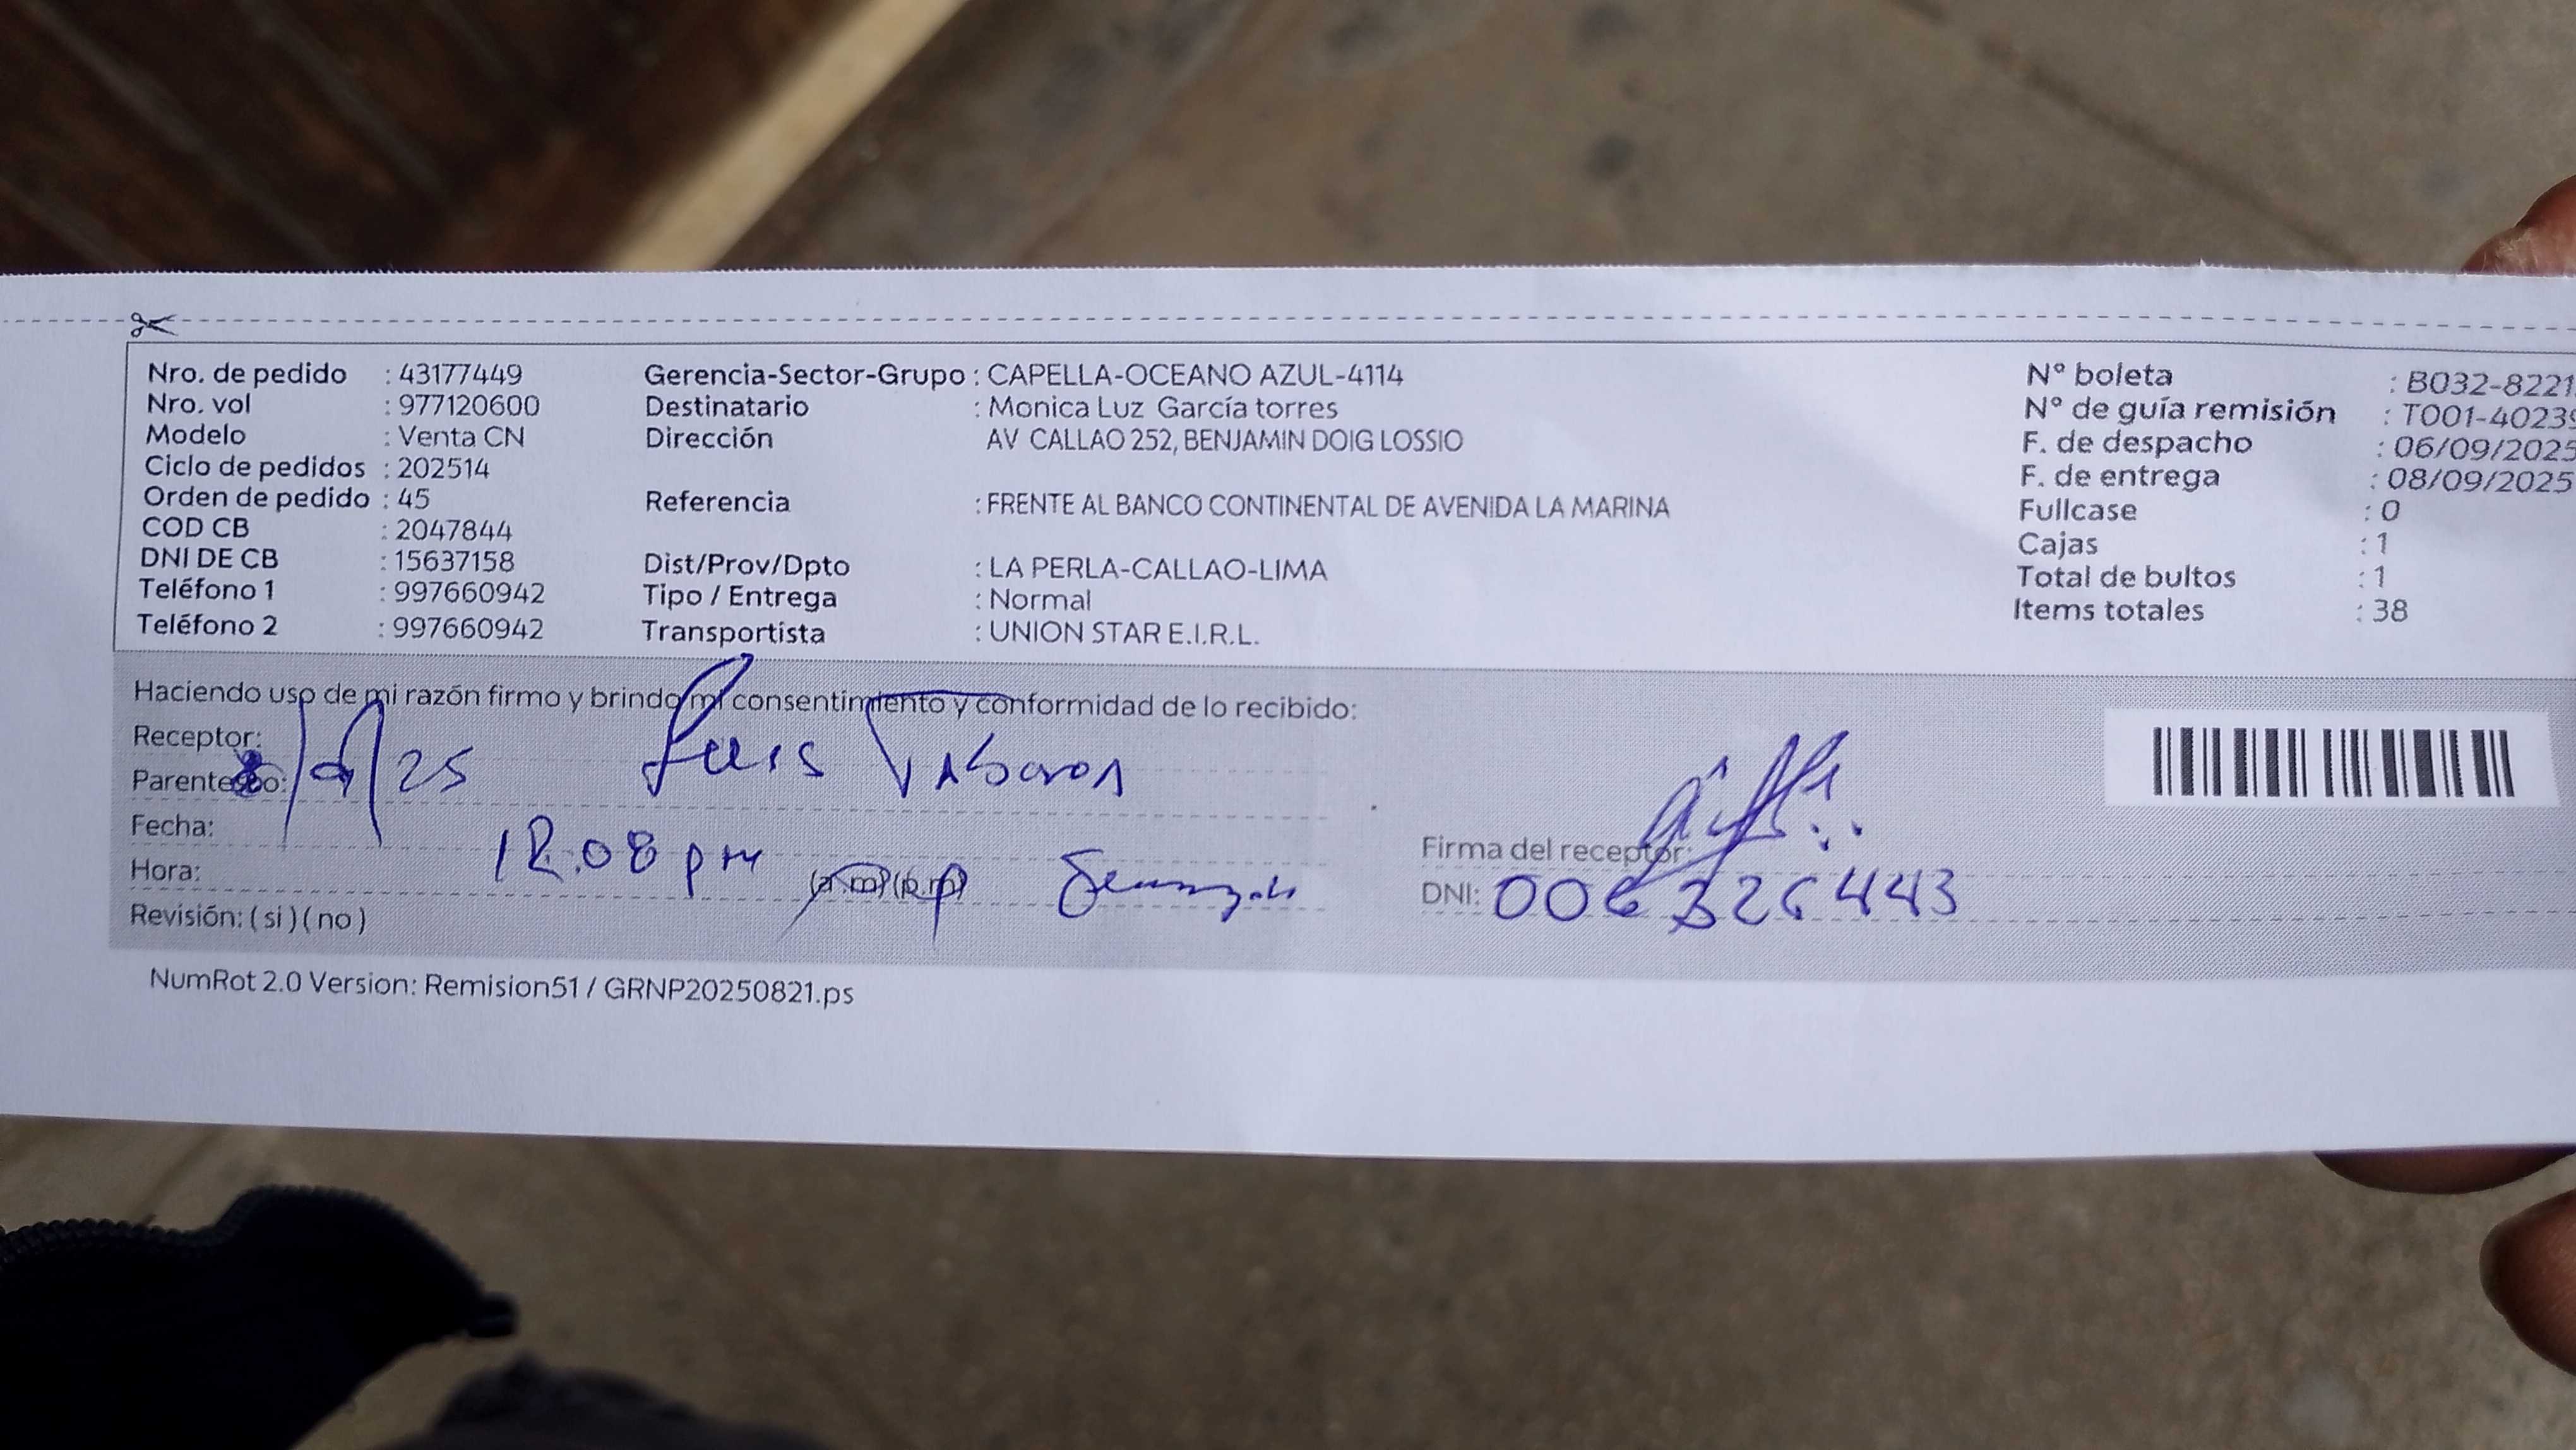 Nro. de pedido : 43177449 Gerencia-Sector-Grupo : CAPELLA-OCEANO AZUL-4114 N° boleta : B032-8221
Nro. vol : 977120600 Destinatario : Monica Luz García torres N° de guía remisión : T001-40239
Modelo : Venta CN Dirección AV CALLAO 252, BENJAMIN DOIG LOSSIO F. de despacho : 06/09/2025
Ciclo de pedidos : 202514 F. de entrega : 08/09/2025
Orden de pedido : 45 Referencia : FRENTE AL BANCO CONTINENTAL DE AVENIDA LA MARINA Fullcase : 0
COD CB : 2047844 Cajas : 1
DNI DE CB : 15637158 Dist/Prov/Dpto : LA PERLA-CALLAO-LIMA Total de bultos : 1
Teléfono 1 : 997660942 Tipo / Entrega : Normal Items totales : 38
Teléfono 2 : 997660942 Transportista : UNION STAR E.I.R.L.
Haciendo uso de mi razón firmo y brindo mi consentimiento y conformidad de lo recibido:
Receptor: Luis
Parentesco: 8/9/25
Fecha: 12.08 pm
Hora: (a.m) (p.m) Firma del receptor:
Revisión: ( si ) ( no ) DNI: 006326443
NumRot 2.0 Version: Remision51 / GRNP20250821.ps